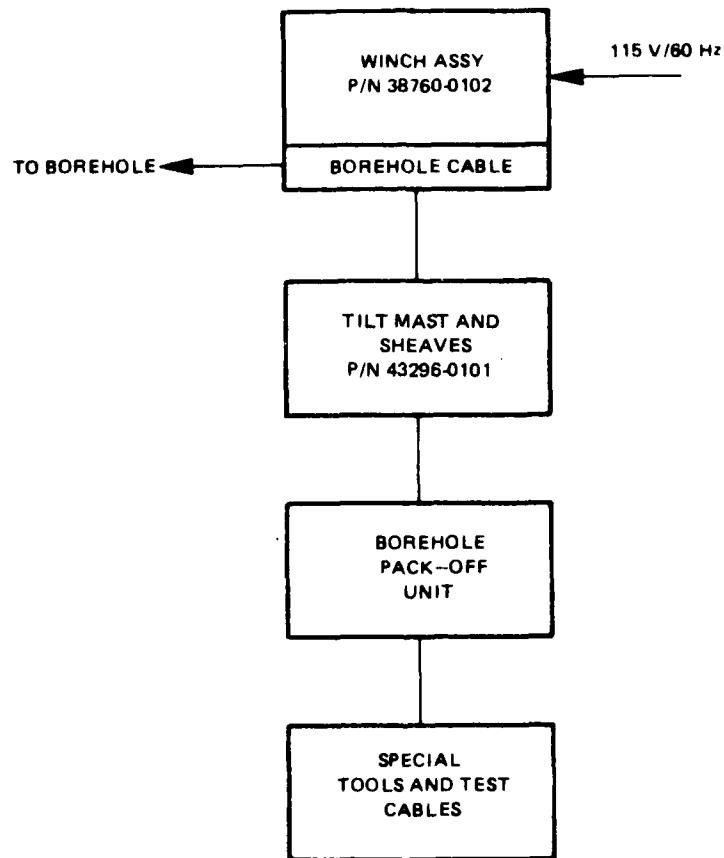 WINCH ASSY
P/N 38760-0102
115 V/60 Hz
TO BOREHOLE
BOREHOLE CABLE
TILT MAST AND
SHEAVES
P/N 43296-0101
BOREHOLE
PACK-OFF
UNIT
SPECIAL
TOOLS AND TEST
CABLES